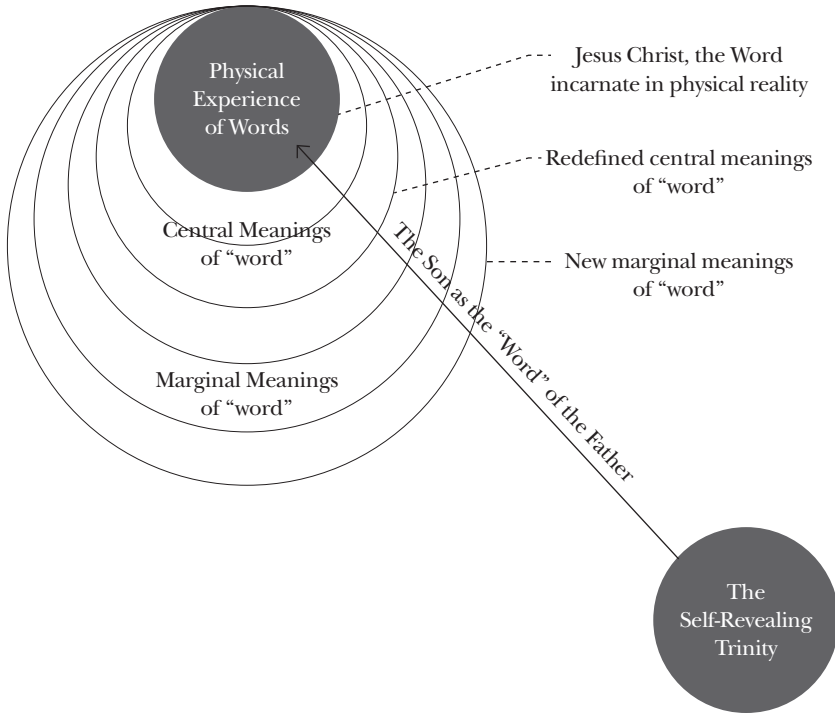 Physical
Experience
of Words
Jesus Christ, the Word
incarnate in physical reality
Redefined central meanings
of “word”
Central Meanings
of “word”
New marginal meanings
of “word”
The Son as the “Word” of the Father
Marginal Meanings
of “word”
The
Self-Revealing
Trinity